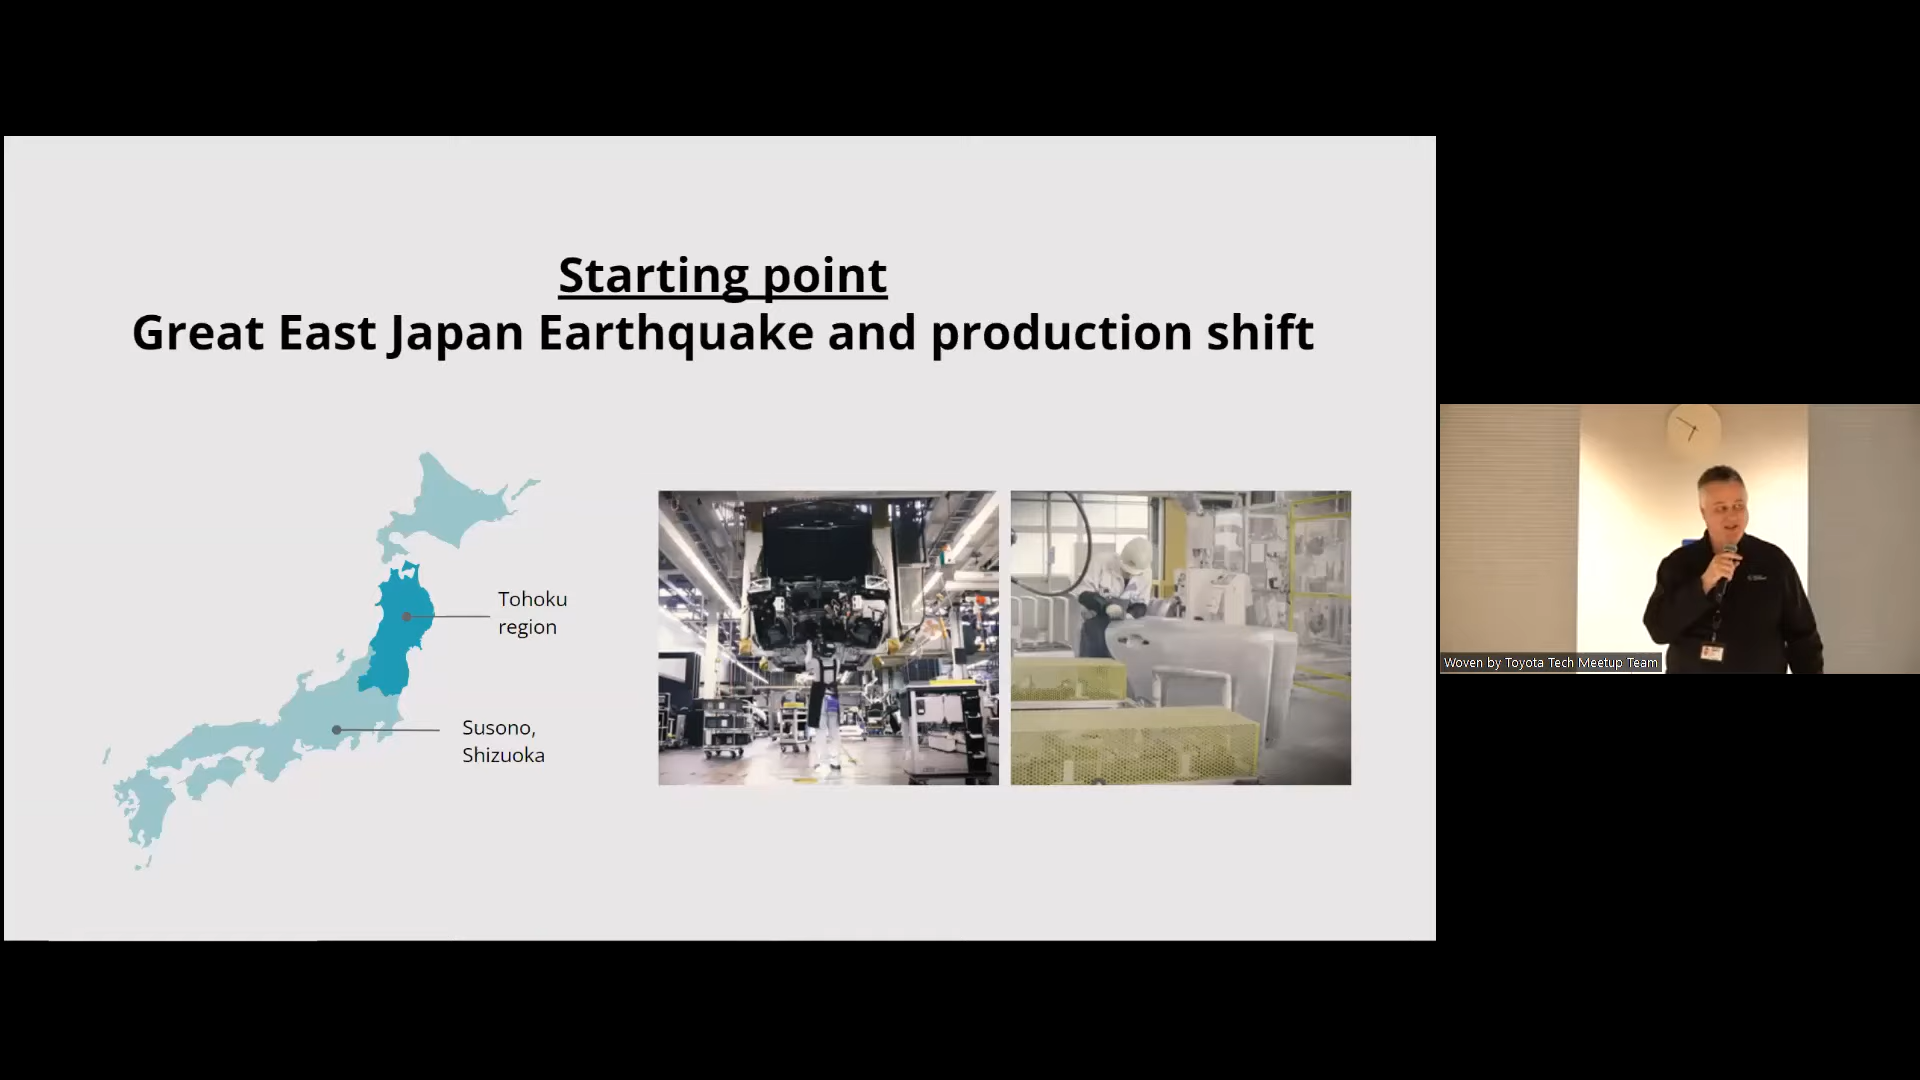 Starting point
Great East Japan Earthquake and production shift
Tohoku
region
Susono,
Shizuoka
Woven by Toyota Tech Meetup Team